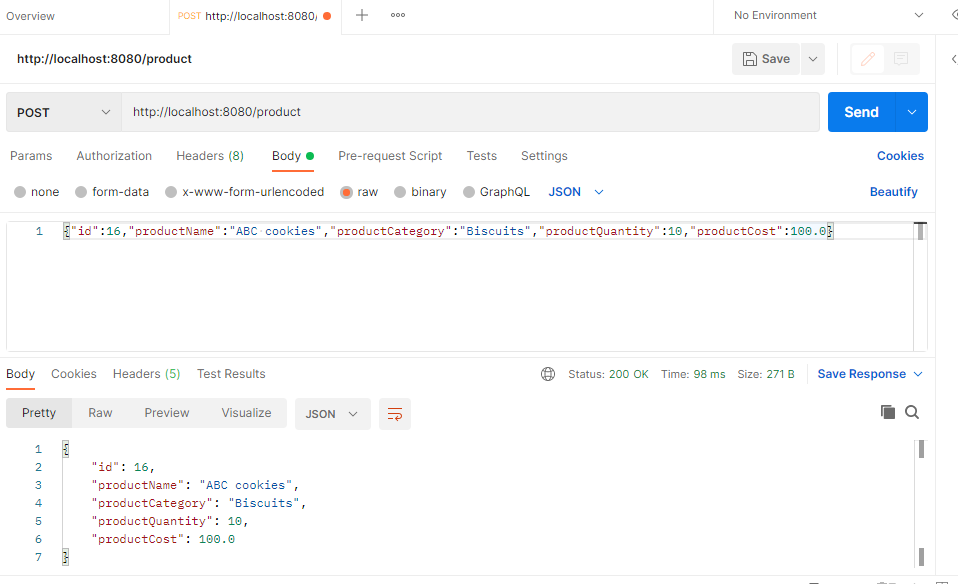 Overview POST http://localhost:8080/ No Environment
http://localhost:8080/product Save
POST http://localhost:8080/product Send
Params Authorization Headers (8) Body Pre-request Script Tests Settings Cookies
none form-data x-www-form-urlencoded raw binary GraphQL JSON Beautify
1 {"id":16,"productName":"ABC cookies","productCategory":"Biscuits","productQuantity":10,"productCost":100.0}
Body Cookies Headers (5) Test Results Status: 200 OK Time: 98 ms Size: 271 B Save Response
Pretty Raw Preview Visualize JSON
1 {
2 "id": 16,
3 "productName": "ABC cookies",
4 "productCategory": "Biscuits",
5 "productQuantity": 10,
6 "productCost": 100.0
7 }